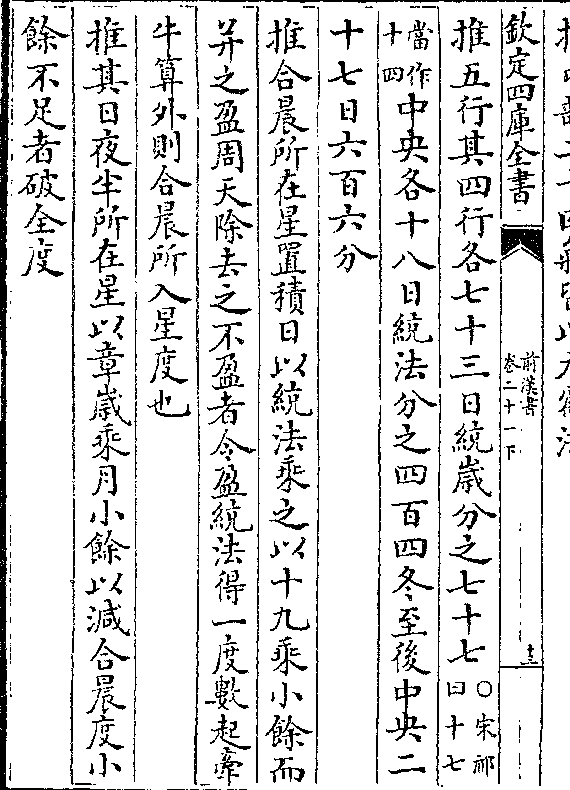 欽定四庫全書
前漢書
卷二十一下
十三
推五行其四行各七十三日統歲分之七十七○宋祁曰十七
當作十四中央各十八日統法分之四百四冬至後中央二
十七日六百六分
推合晨所在星置積日以統法乘之以十九乘小餘而
并之盈周天除去之不盈者令盈統法得一度數起牽
牛算外則合晨所入星度也
推其日夜半所在星以章歲乘月小餘以減合晨度小
餘不足者破全度